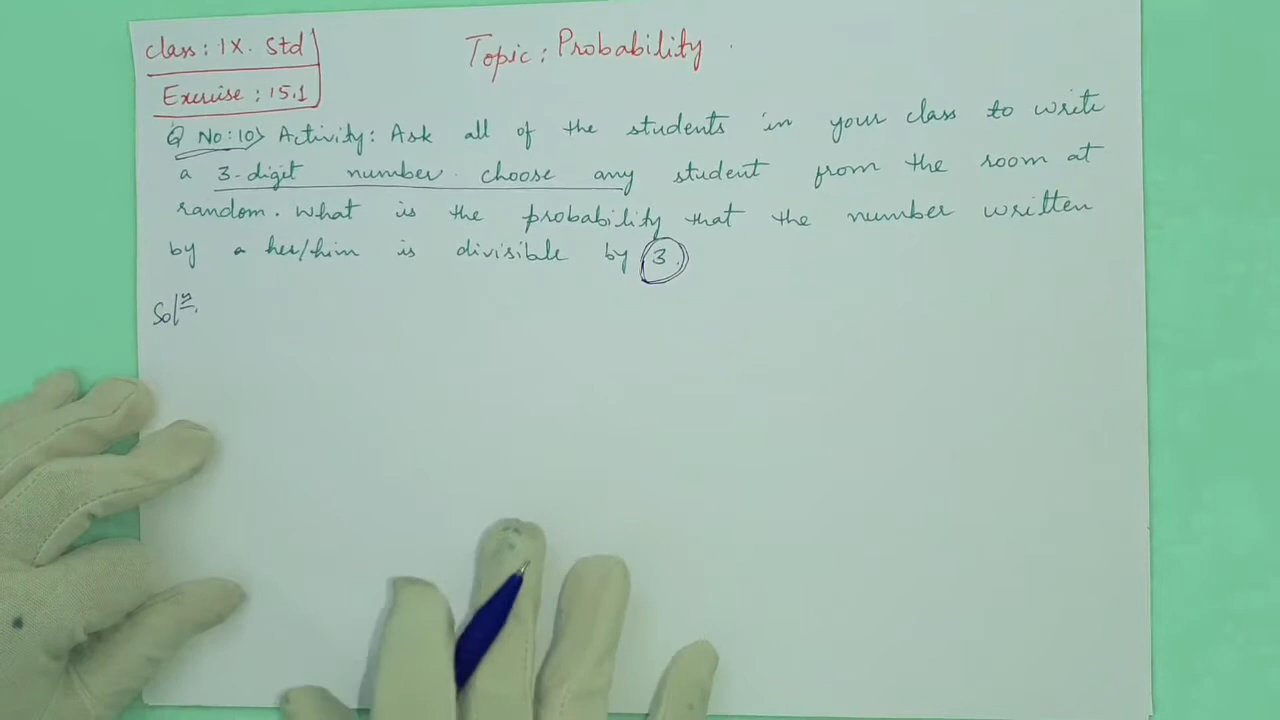 class: IX. Std
Topic: Probability.
Exercise: 15.1
Q No:10) Activity: Ask all of the students in your class to write
a 3-digit number. choose any student from the room at
random. What is the probability that the number written
by a her/him is divisible by 3.
Solⁿ.